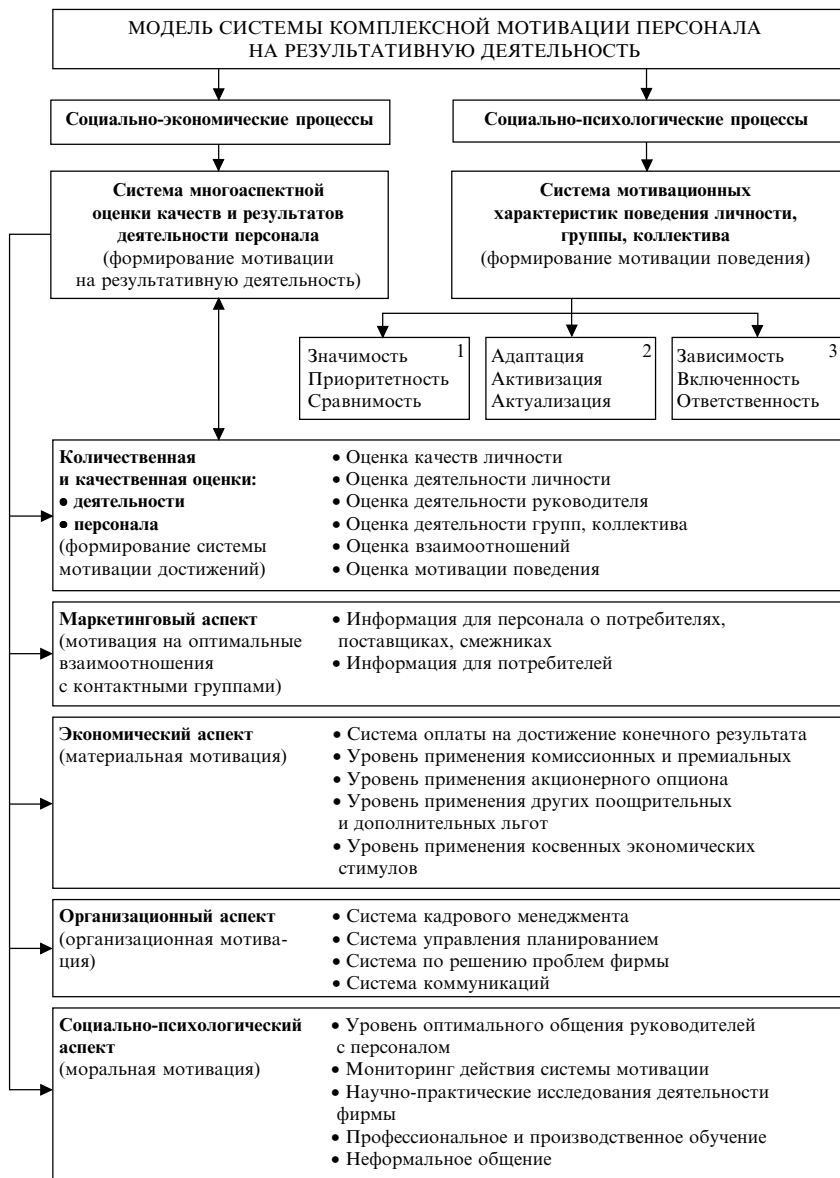 МОДЕЛЬ СИСТЕМЫ КОМПЛЕКСНОЙ МОТИВАЦИИ ПЕРСОНАЛА
НА РЕЗУЛЬТАТИВНУЮ ДЕЯТЕЛЬНОСТЬ
Социально-экономические процессы
Социально-психологические процессы
Система многоаспектной
оценки качеств и результатов
деятельности персонала
(формирование мотивации
на результативную деятельность)
Система мотивационных
характеристик поведения личности,
группы, коллектива
(формирование мотивации поведения)
Значимость 1
Приоритетность
Сравнимость
Адаптация 2
Активизация
Актуализация
Зависимость 3
Включенность
Ответственность
Количественная
и качественная оценки:
• деятельности
• персонала
(формирование системы
мотивации достижений)
• Оценка качеств личности
• Оценка деятельности личности
• Оценка деятельности руководителя
• Оценка деятельности групп, коллектива
• Оценка взаимоотношений
• Оценка мотивации поведения
Маркетинговый аспект
(мотивация на оптимальные
взаимоотношения
с контактными группами)
• Информация для персонала о потребителях,
поставщиках, смежниках
• Информация для потребителей
Экономический аспект
(материальная мотивация)
• Система оплаты на достижение конечного результата
• Уровень применения комиссионных и премиальных
• Уровень применения акционерного опциона
• Уровень применения других поощрительных
и дополнительных льгот
• Уровень применения косвенных экономических
стимулов
Организационный аспект
(организационная мотива-
ция)
• Система кадрового менеджмента
• Система управления планированием
• Система по решению проблем фирмы
• Система коммуникаций
Социально-психологический
аспект
(моральная мотивация)
• Уровень оптимального общения руководителей
с персоналом
• Мониторинг действия системы мотивации
• Научно-практические исследования деятельности
фирмы
• Профессиональное и производственное обучение
• Неформальное общение